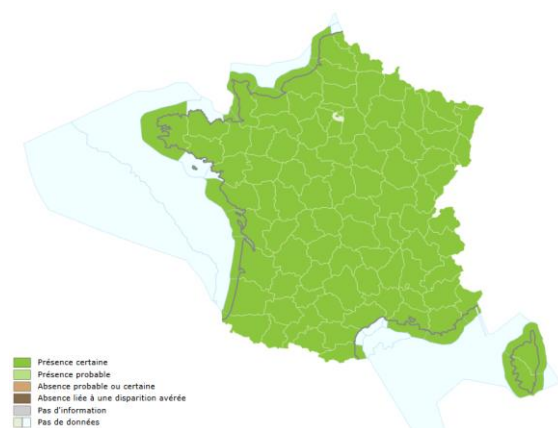 Présence certaine
Présence probable
Absence probable ou certaine
Absence liée à une disparition avérée
Pas d'information
Pas de données